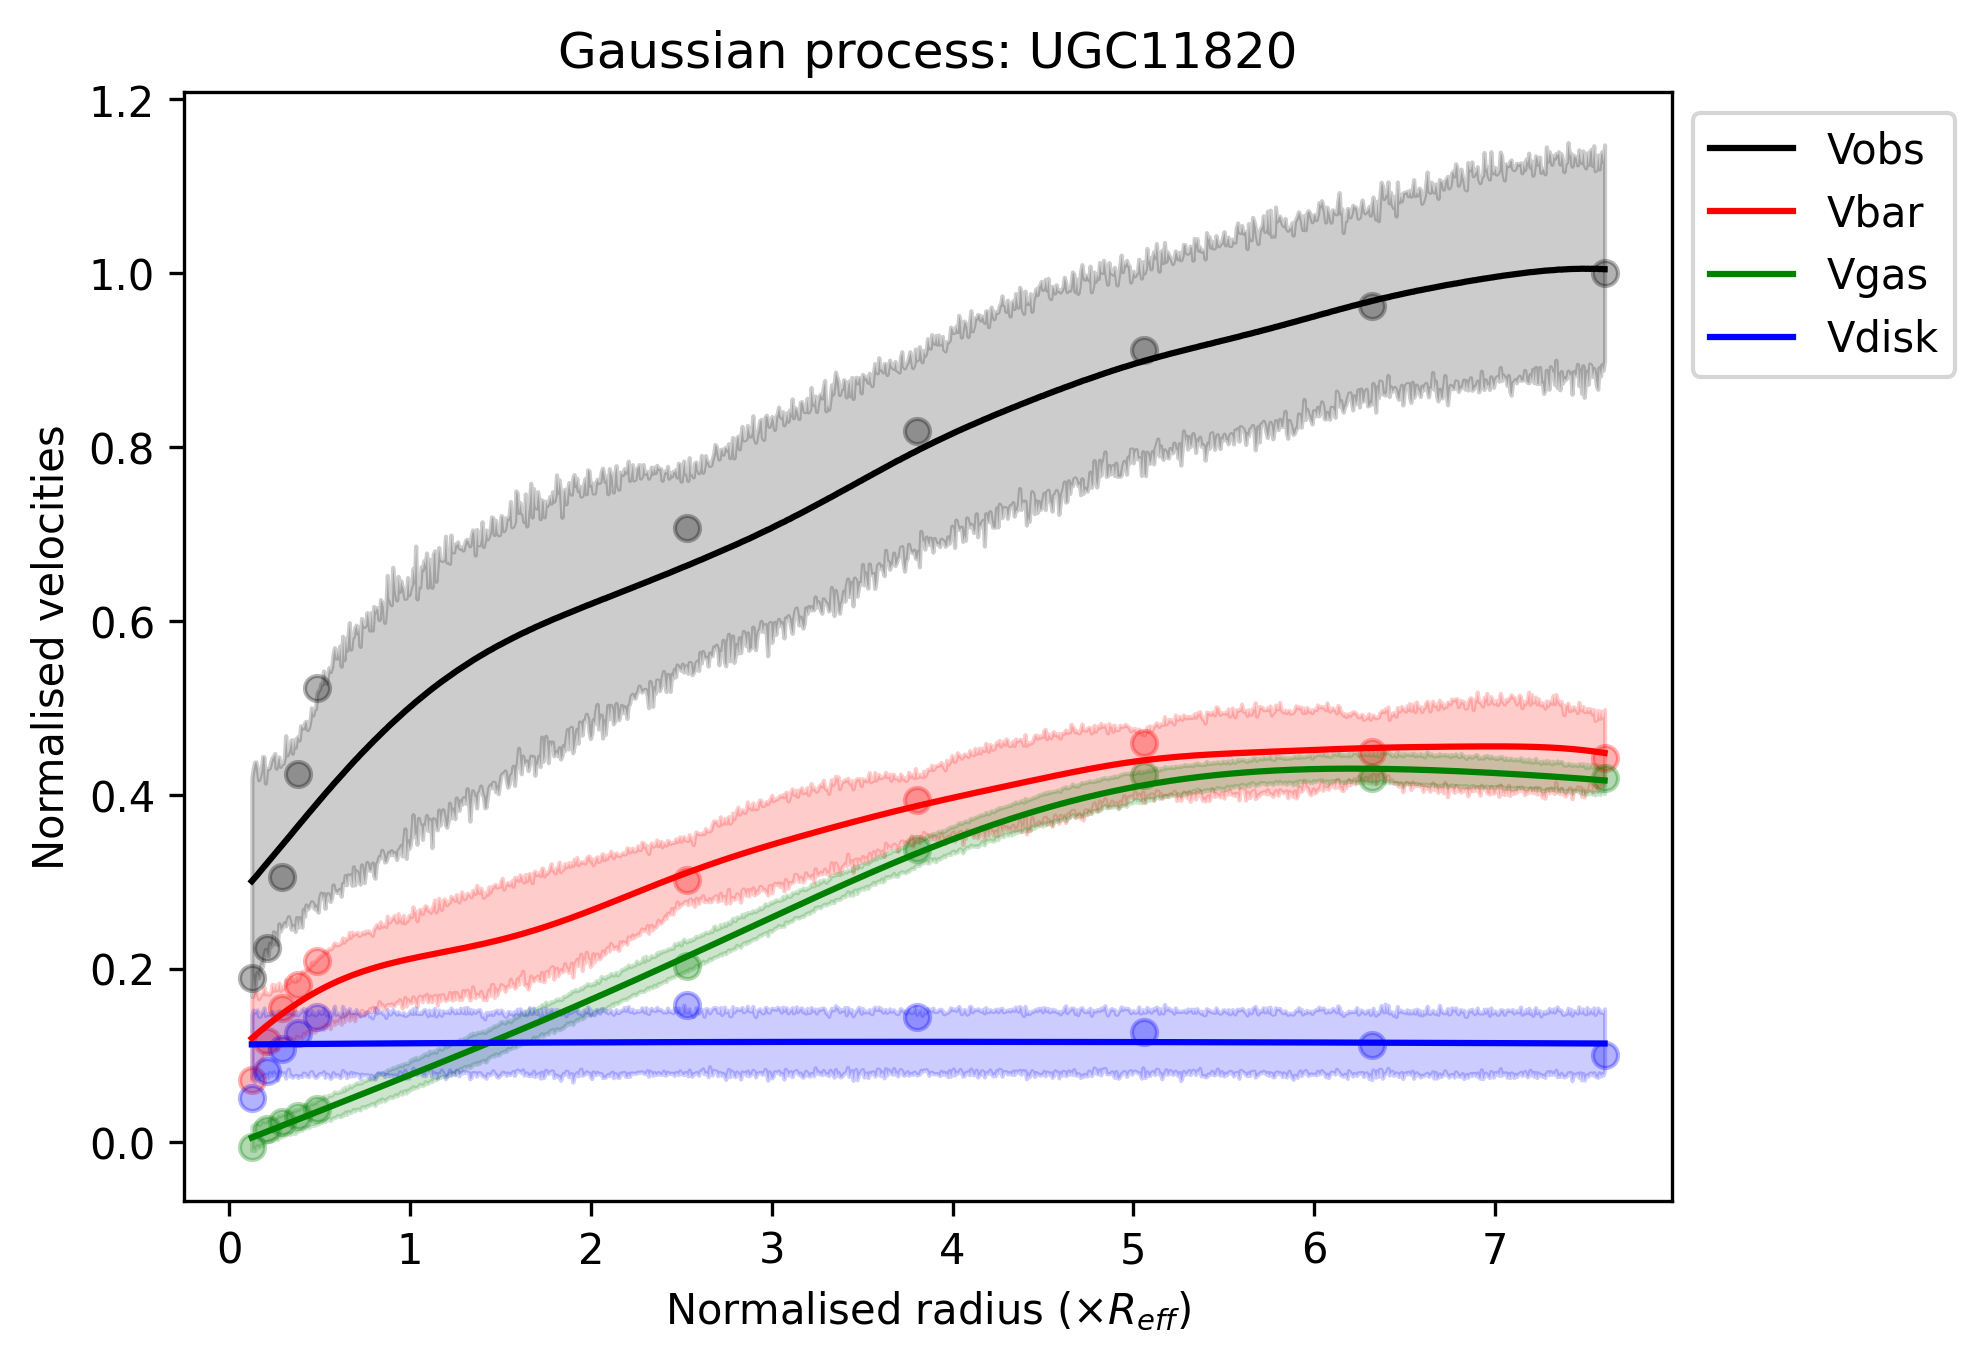 Gaussian process: UGC11820
1.2
1.0
0.8
0.6
0.4
0.2
0.0
Normalised velocities
0 1 2 3 4 5 6 7
Normalised radius (×R_eff)
Vobs
Vbar
Vgas
Vdisk